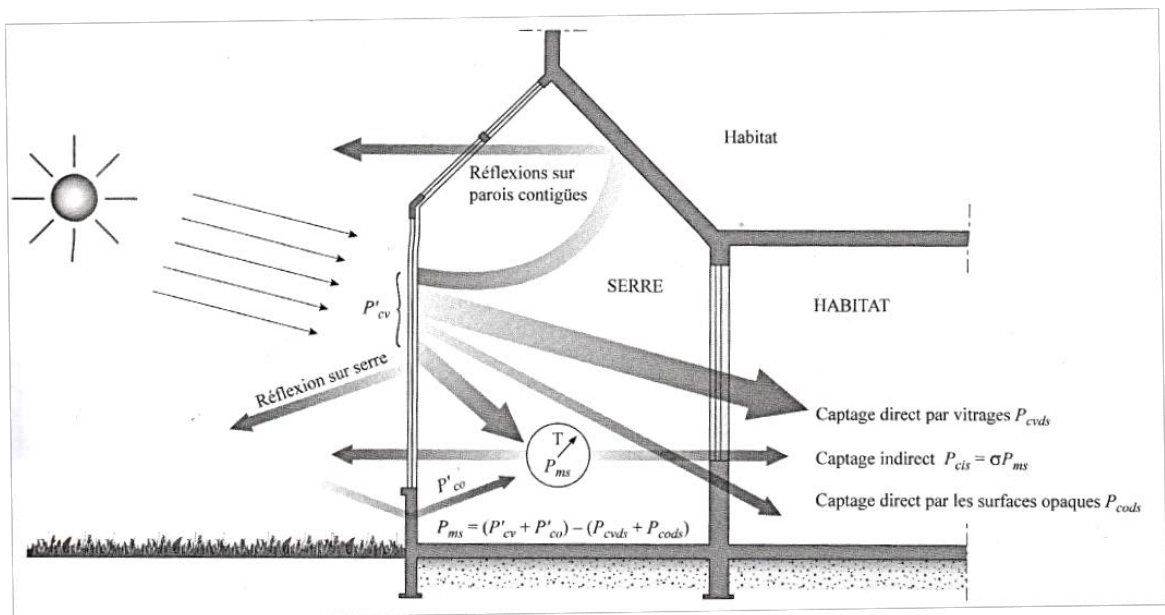 Habitat
Réflexions sur
parois contigües
SERRE
P'cv
HABITAT
Réflexion sur serre
Captage direct par vitrages Pcvds
T
Pms
Captage indirect Pcis = σPms
P'co
Captage direct par les surfaces opaques Pcods
Pms = (P'cv + P'co) – (Pcvds + Pcods)